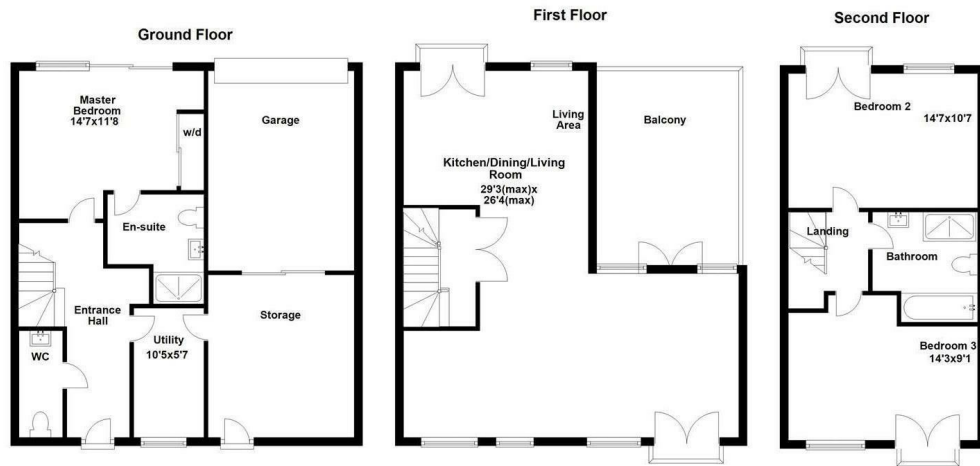 Ground Floor
Master
Bedroom
14'7x11'8
w/d
Garage
En-suite
Entrance
Hall
WC
Utility
10'5x5'7
Storage
First Floor
Living
Area
Balcony
Kitchen/Dining/Living
Room
29'3(max)x
26'4(max)
Second Floor
Bedroom 2
14'7x10'7
Landing
Bathroom
Bedroom 3
14'3x9'1